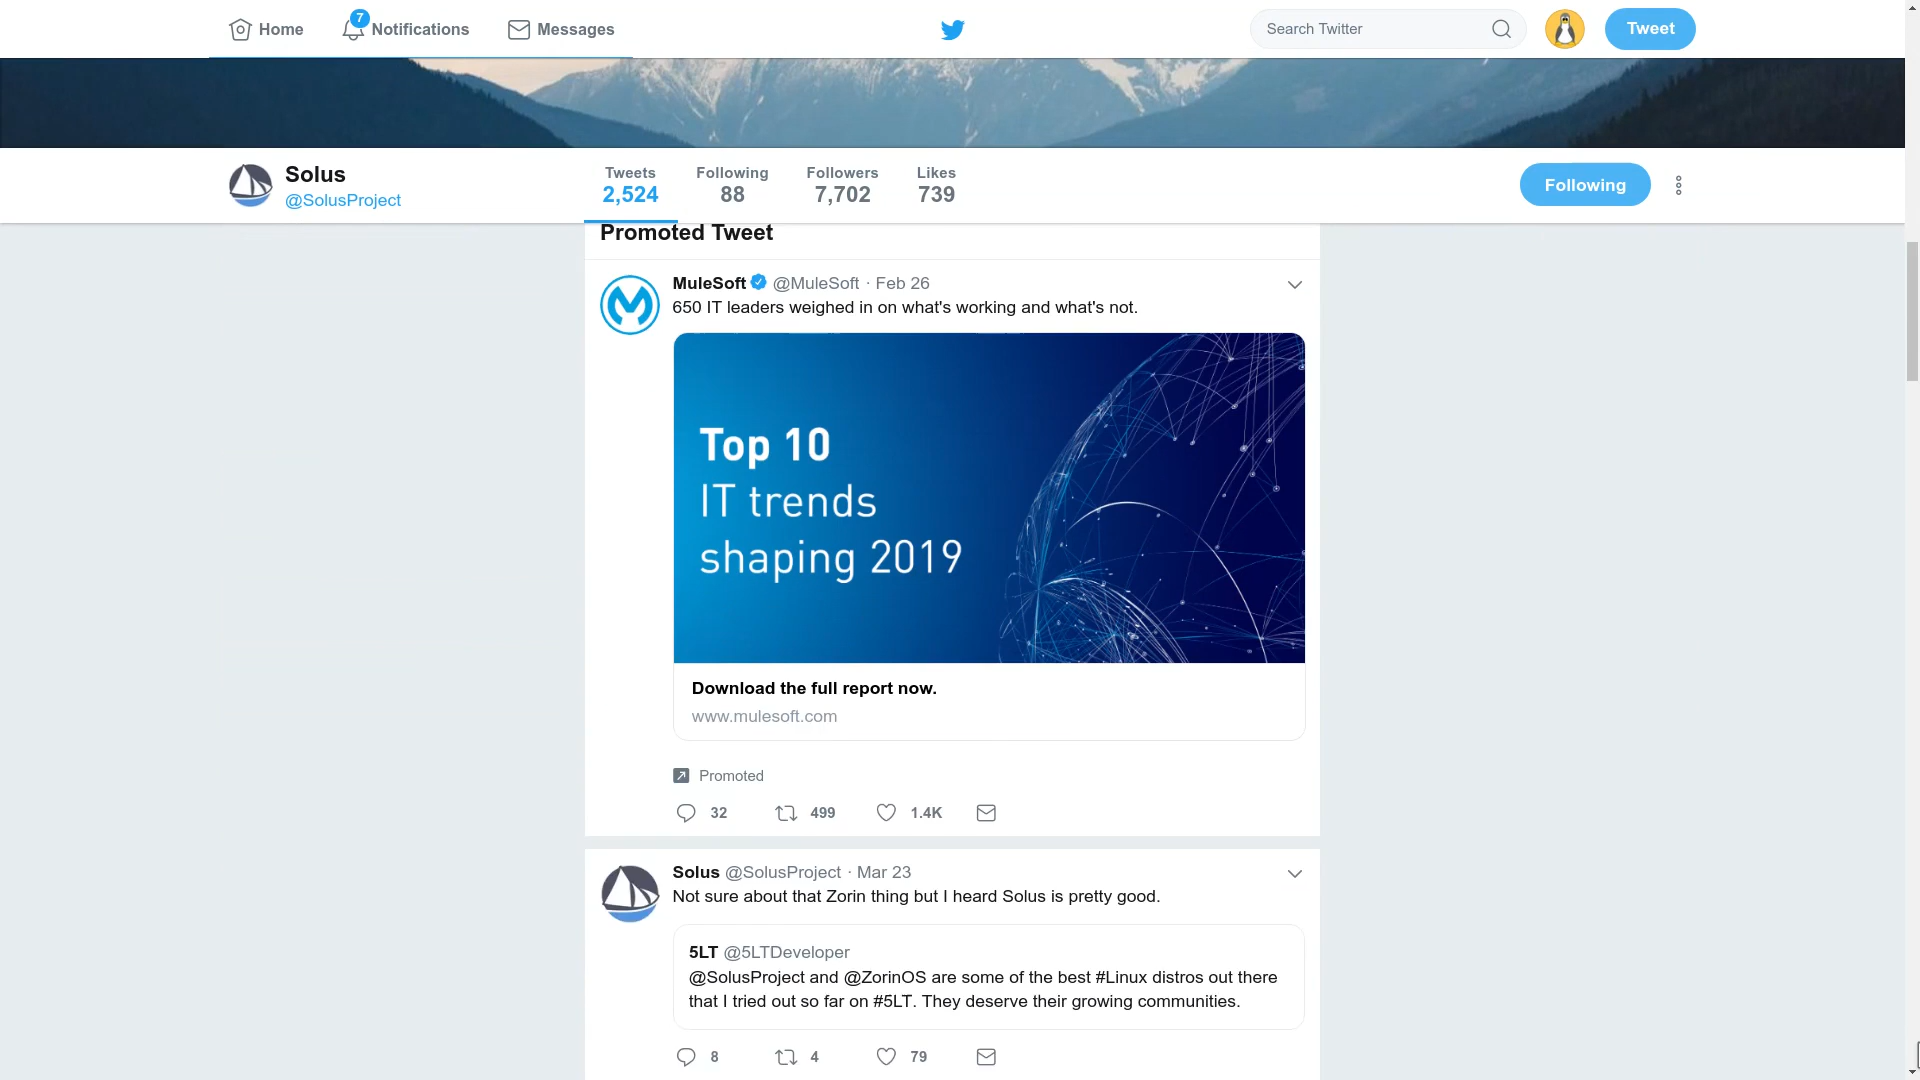 Home
7
Notifications
Messages
Search Twitter
Tweet
Solus
@SolusProject
Tweets
2,524
Following
88
Followers
7,702
Likes
739
Following
Promoted Tweet
MuleSoft @MuleSoft · Feb 26
650 IT leaders weighed in on what's working and what's not.
Top 10
IT trends
shaping 2019
Download the full report now.
www.mulesoft.com
Promoted
32 499 1.4K
Solus @SolusProject · Mar 23
Not sure about that Zorin thing but I heard Solus is pretty good.
5LT @5LTDeveloper
@SolusProject and @ZorinOS are some of the best #Linux distros out there
that I tried out so far on #5LT. They deserve their growing communities.
8 4 79